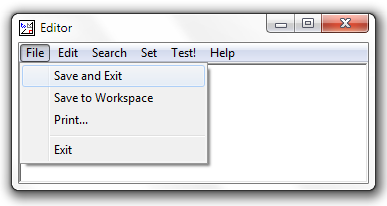 Editor
File Edit Search Set Test! Help
Save and Exit
Save to Workspace
Print...
Exit